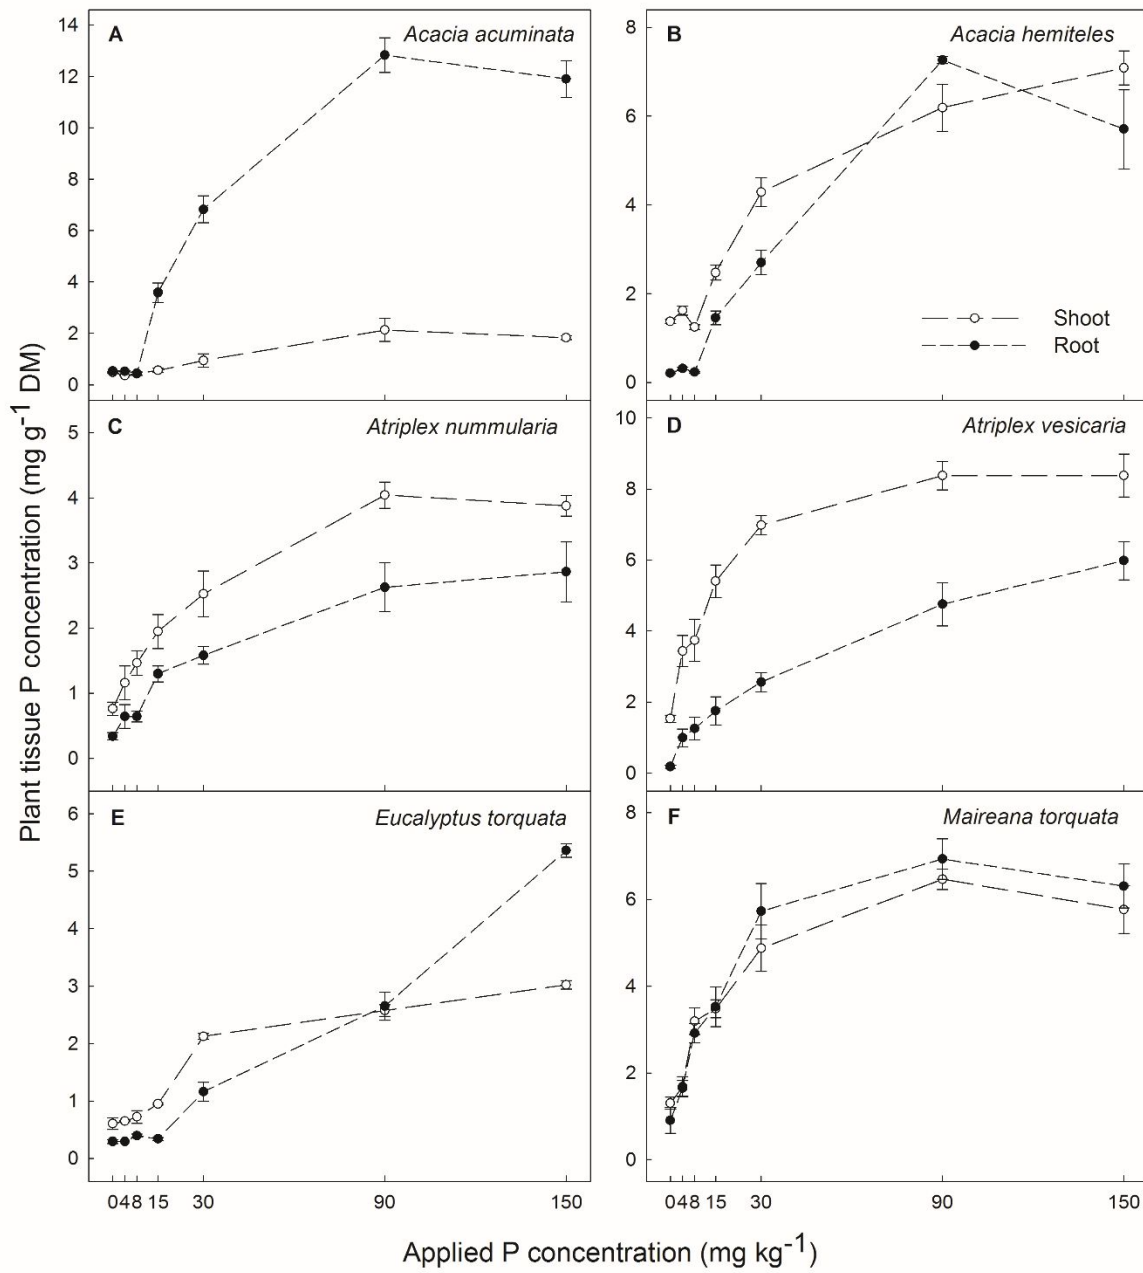 A
Acacia acuminata
14
12
10
8
6
4
2
0
B
Acacia hemiteles
8
6
4
2
0
Shoot
Root
C
Atriplex nummularia
5
4
3
2
1
0
D
Atriplex vesicaria
10
8
6
4
2
0
E
Eucalyptus torquata
6
5
4
3
2
1
0
F
Maireana torquata
8
6
4
2
0
0 4 8 15 30 90 150
0 4 8 15 30 90 150
Plant tissue P concentration (mg g⁻¹ DM)
Applied P concentration (mg kg⁻¹)